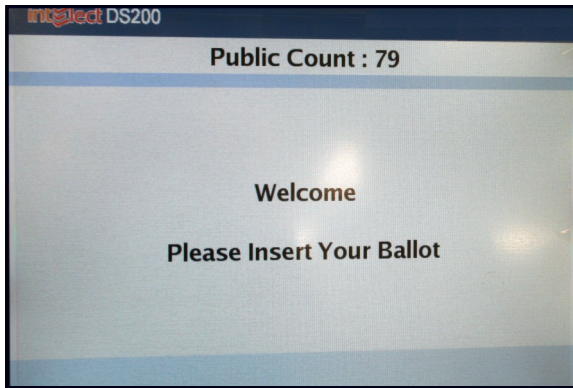 intElect DS200
Public Count : 79
Welcome
Please Insert Your Ballot